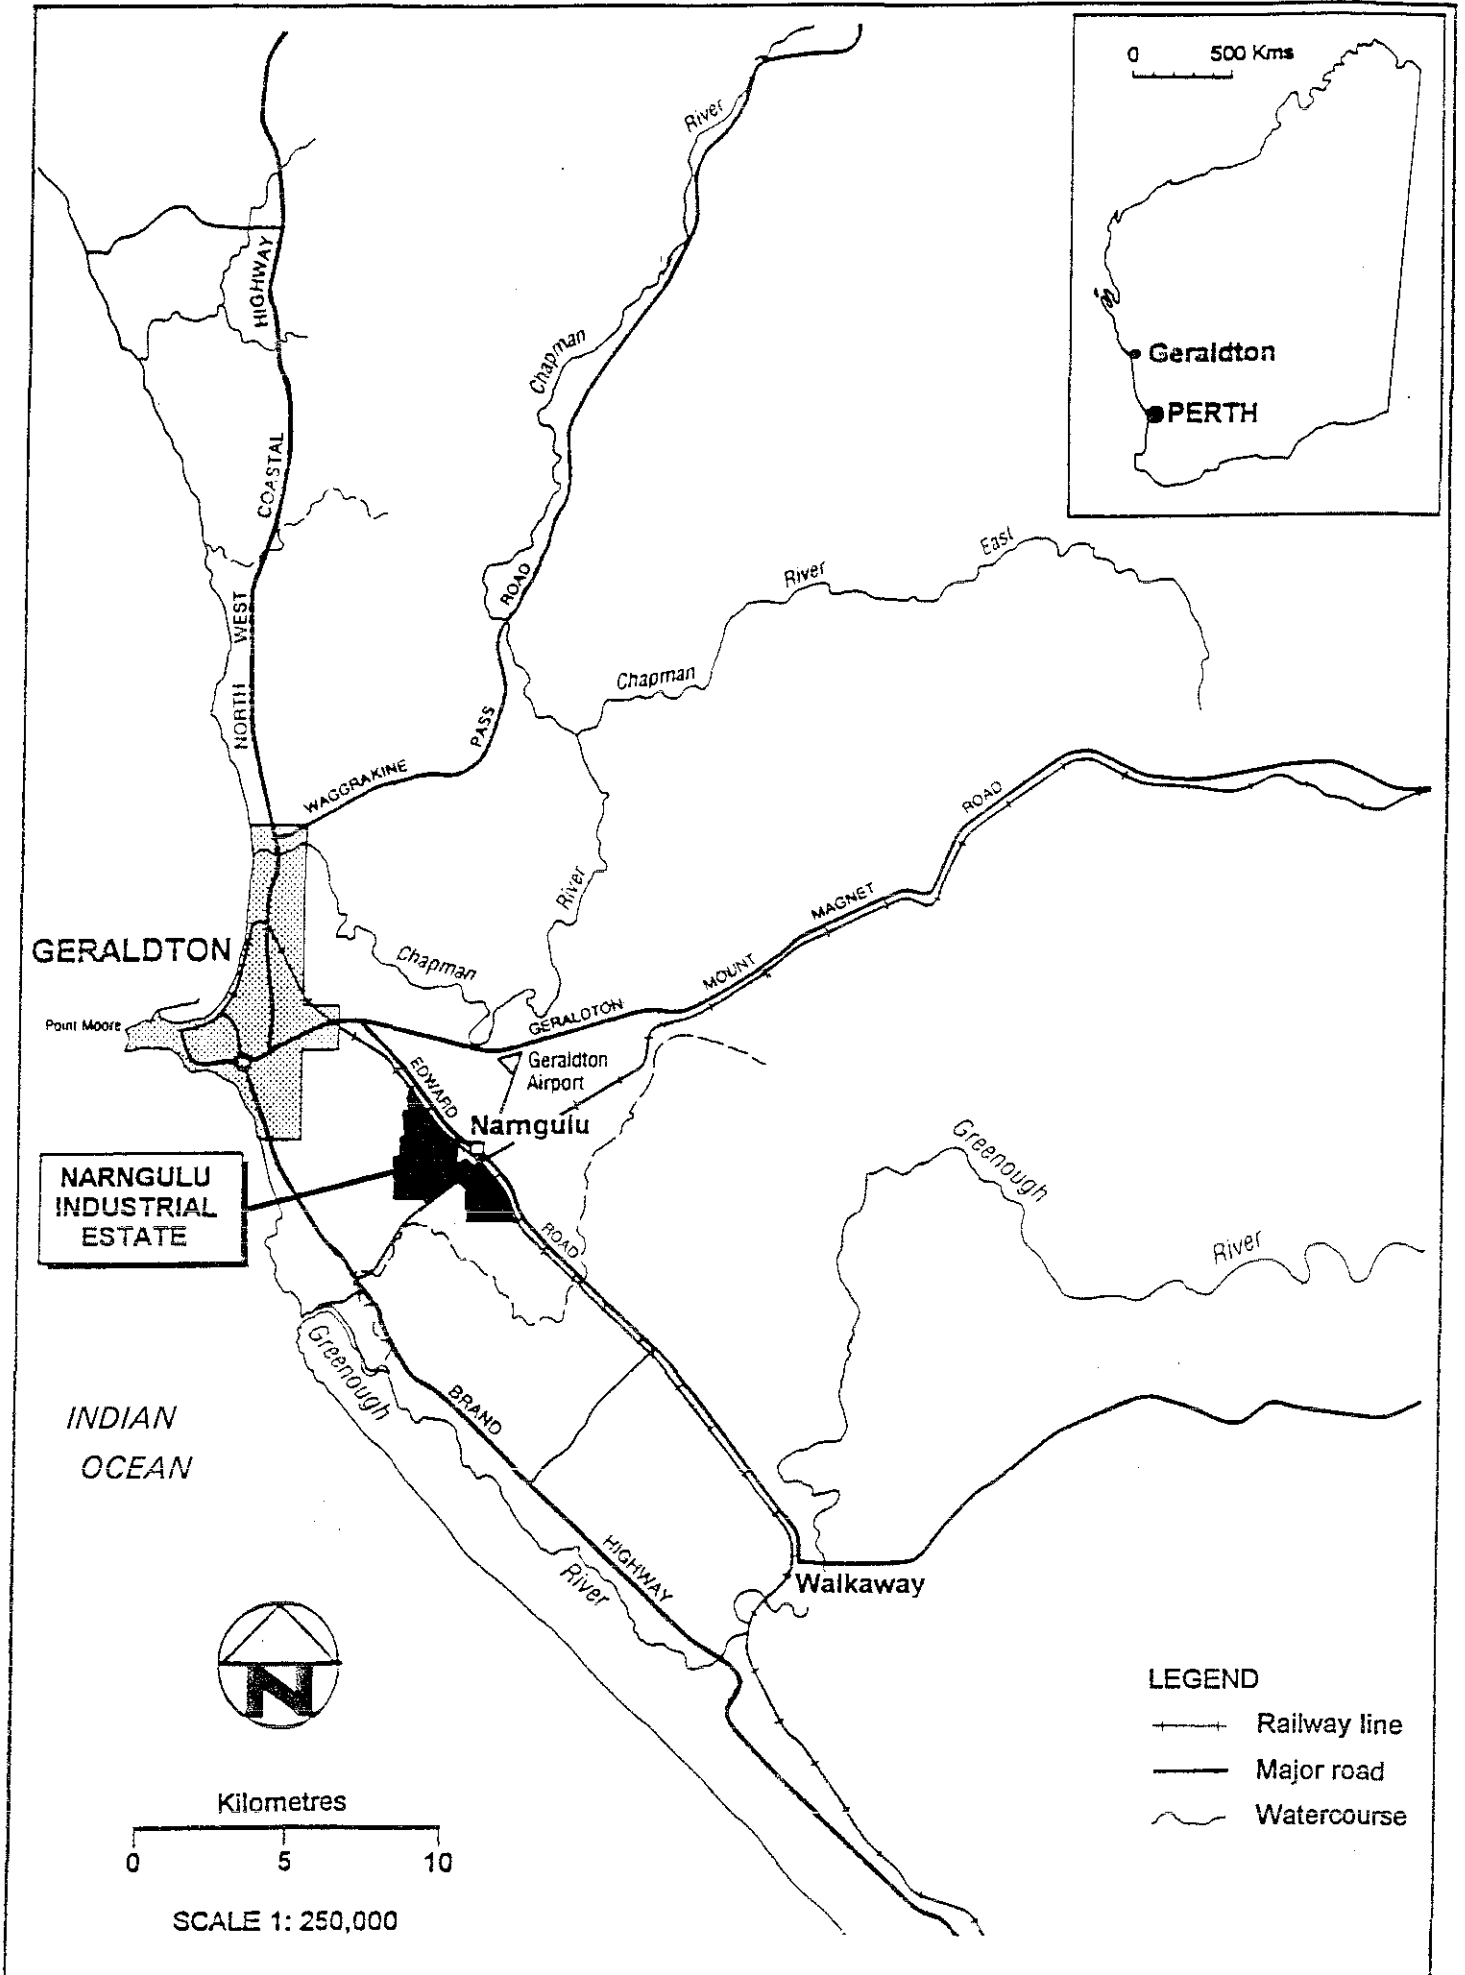 0 500 Kms
Geraldton
PERTH
River
Chapman
ROAD
PASS
WAGGRAKINE
HIGHWAY
COASTAL
WEST
NORTH
East
River
Chapman
River
Chapman
GERALDTON
Point Moore
ROAD
MAGNET
MOUNT
GERALDTON
Geraldton
Airport
EDWARD
Narngulu
ROAD
NARNGULU
INDUSTRIAL
ESTATE
Greenough
River
Greenough
River
BRAND
HIGHWAY
INDIAN
OCEAN
Walkaway
N
Kilometres
0 5 10
SCALE 1: 250,000
LEGEND
Railway line
Major road
Watercourse